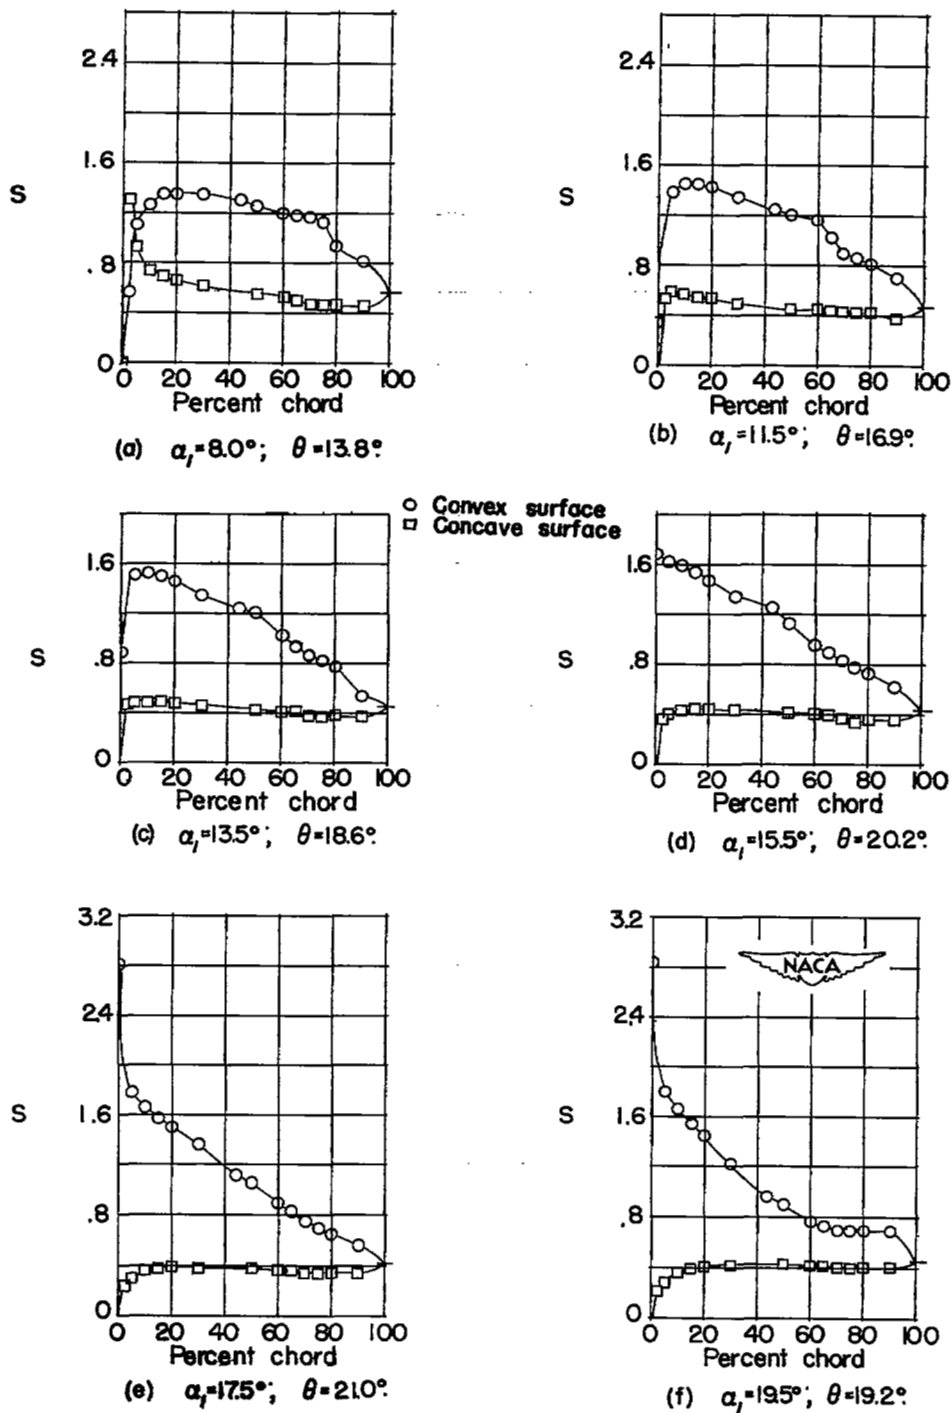 2.4
1.6
S
.8
0
0 20 40 60 80 100
Percent chord
(a) α₁=8.0°; θ=13.8°.
2.4
1.6
S
.8
0
0 20 40 60 80 100
Percent chord
(b) α₁=11.5°; θ=16.9°.
○ Convex surface
□ Concave surface
1.6
S
.8
0
0 20 40 60 80 100
Percent chord
(c) α₁=13.5°; θ=18.6°.
1.6
S
.8
0
0 20 40 60 80 100
Percent chord
(d) α₁=15.5°; θ=20.2°.
3.2
2.4
S
1.6
.8
0
0 20 40 60 80 100
Percent chord
(e) α₁=17.5°; θ=21.0°.
3.2
NACA
2.4
S
1.6
.8
0
0 20 40 60 80 100
Percent chord
(f) α₁=19.5°; θ=19.2°.